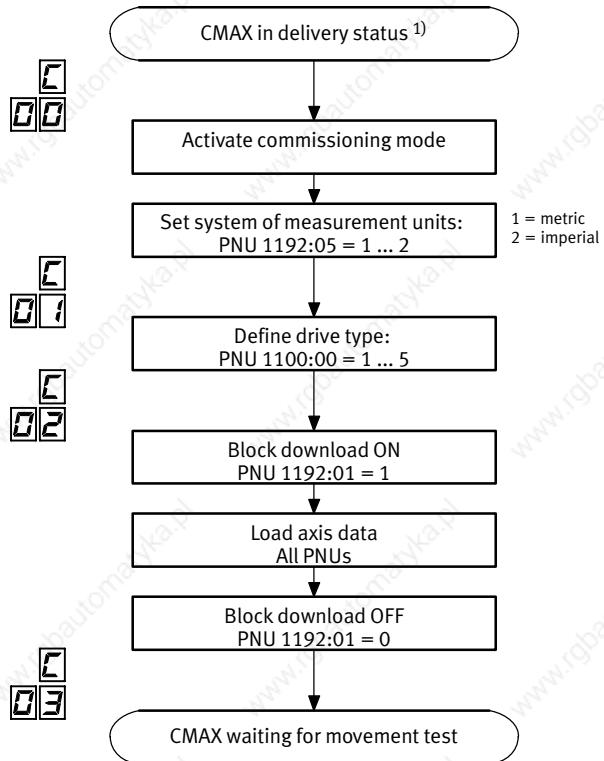 CMAX in delivery status 1)
C
00
Activate commissioning mode
Set system of measurement units:
PNU 1192:05 = 1 ... 2
1 = metric
2 = imperial
C
01
Define drive type:
PNU 1100:00 = 1 ... 5
C
02
Block download ON
PNU 1192:01 = 1
Load axis data
All PNUs
Block download OFF
PNU 1192:01 = 0
C
03
CMAX waiting for movement test
www.rgbautomatyka.pl